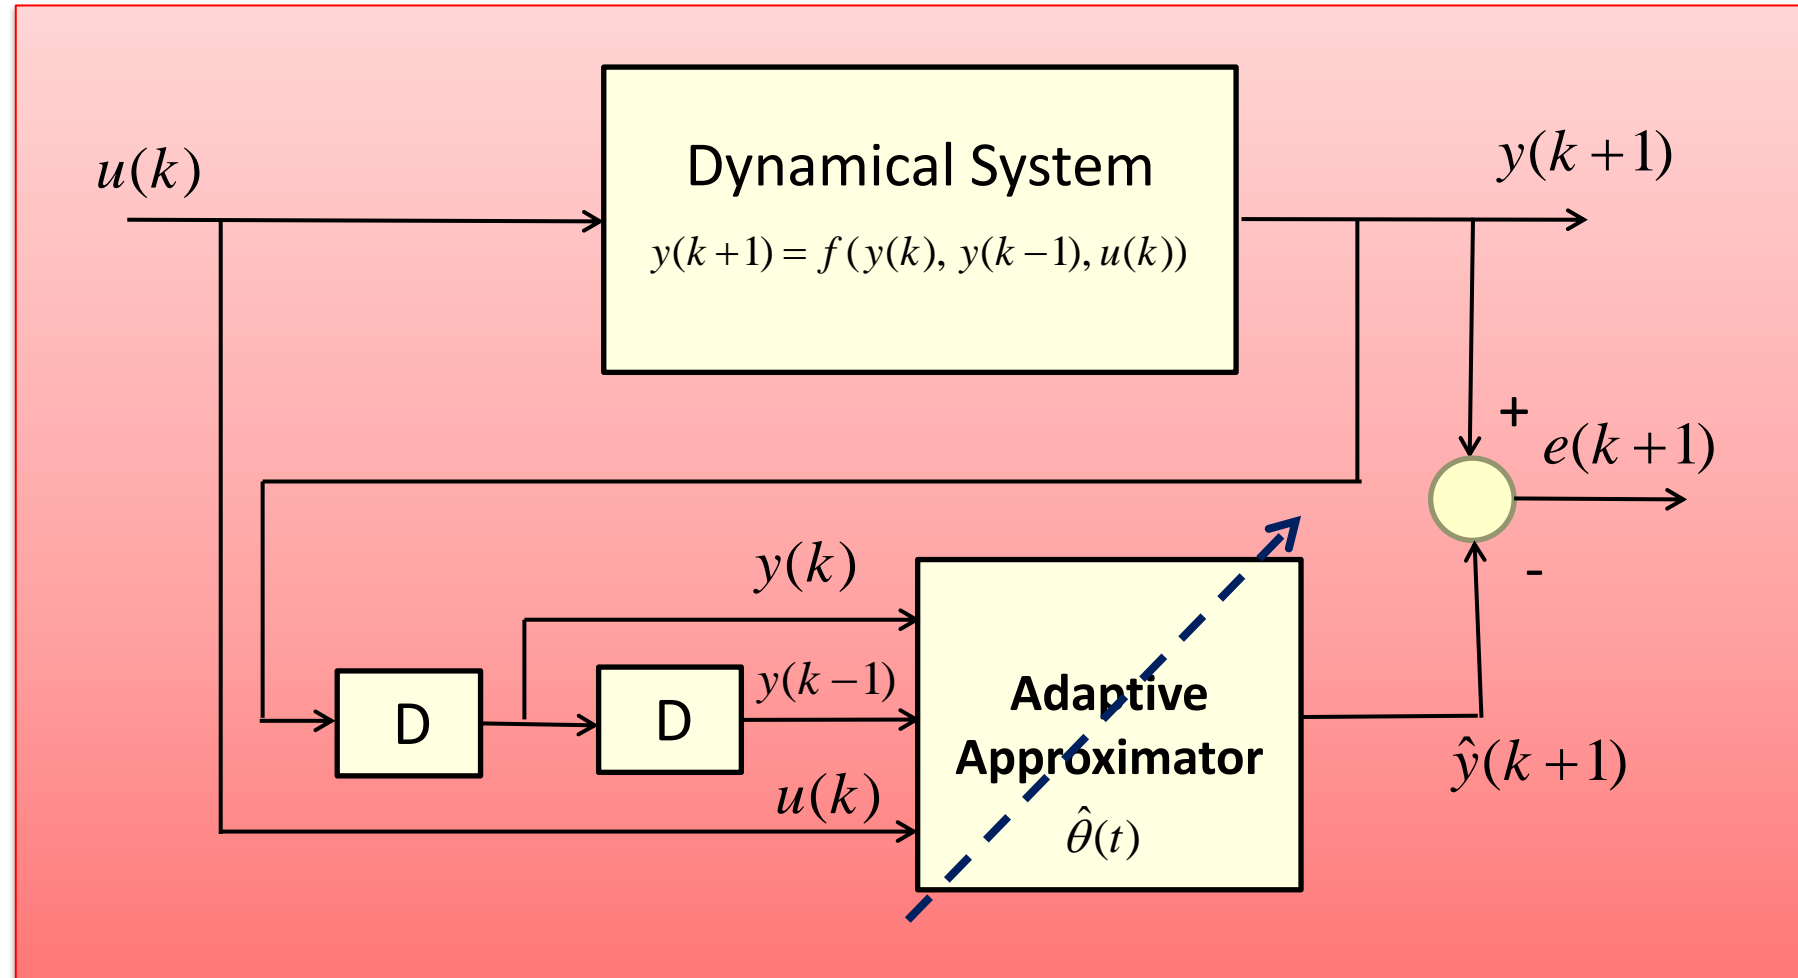 u(k)
Dynamical System
y(k+1) = f(y(k), y(k−1), u(k))
y(k+1)
+
e(k+1)
-
y(k)
y(k−1)
D
D
u(k)
Adaptive
Approximator
θ̂(t)
ŷ(k+1)